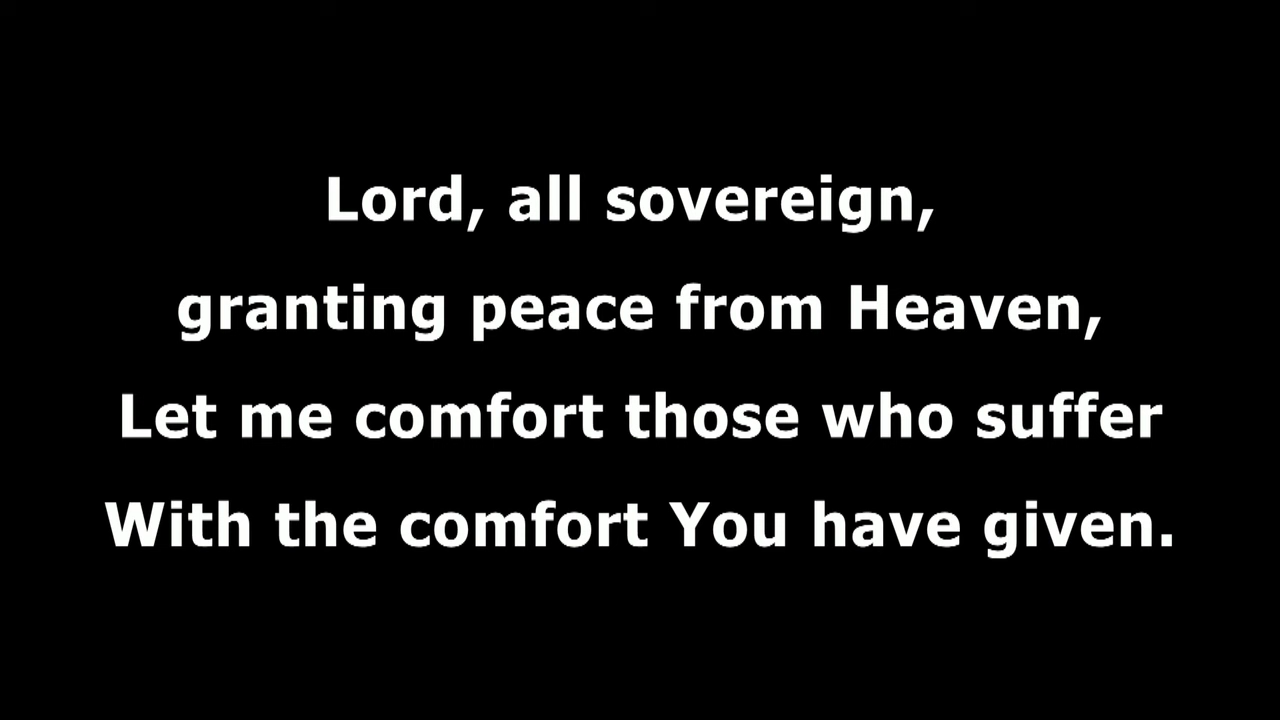 Lord, all sovereign,
granting peace from Heaven,
Let me comfort those who suffer
With the comfort You have given.